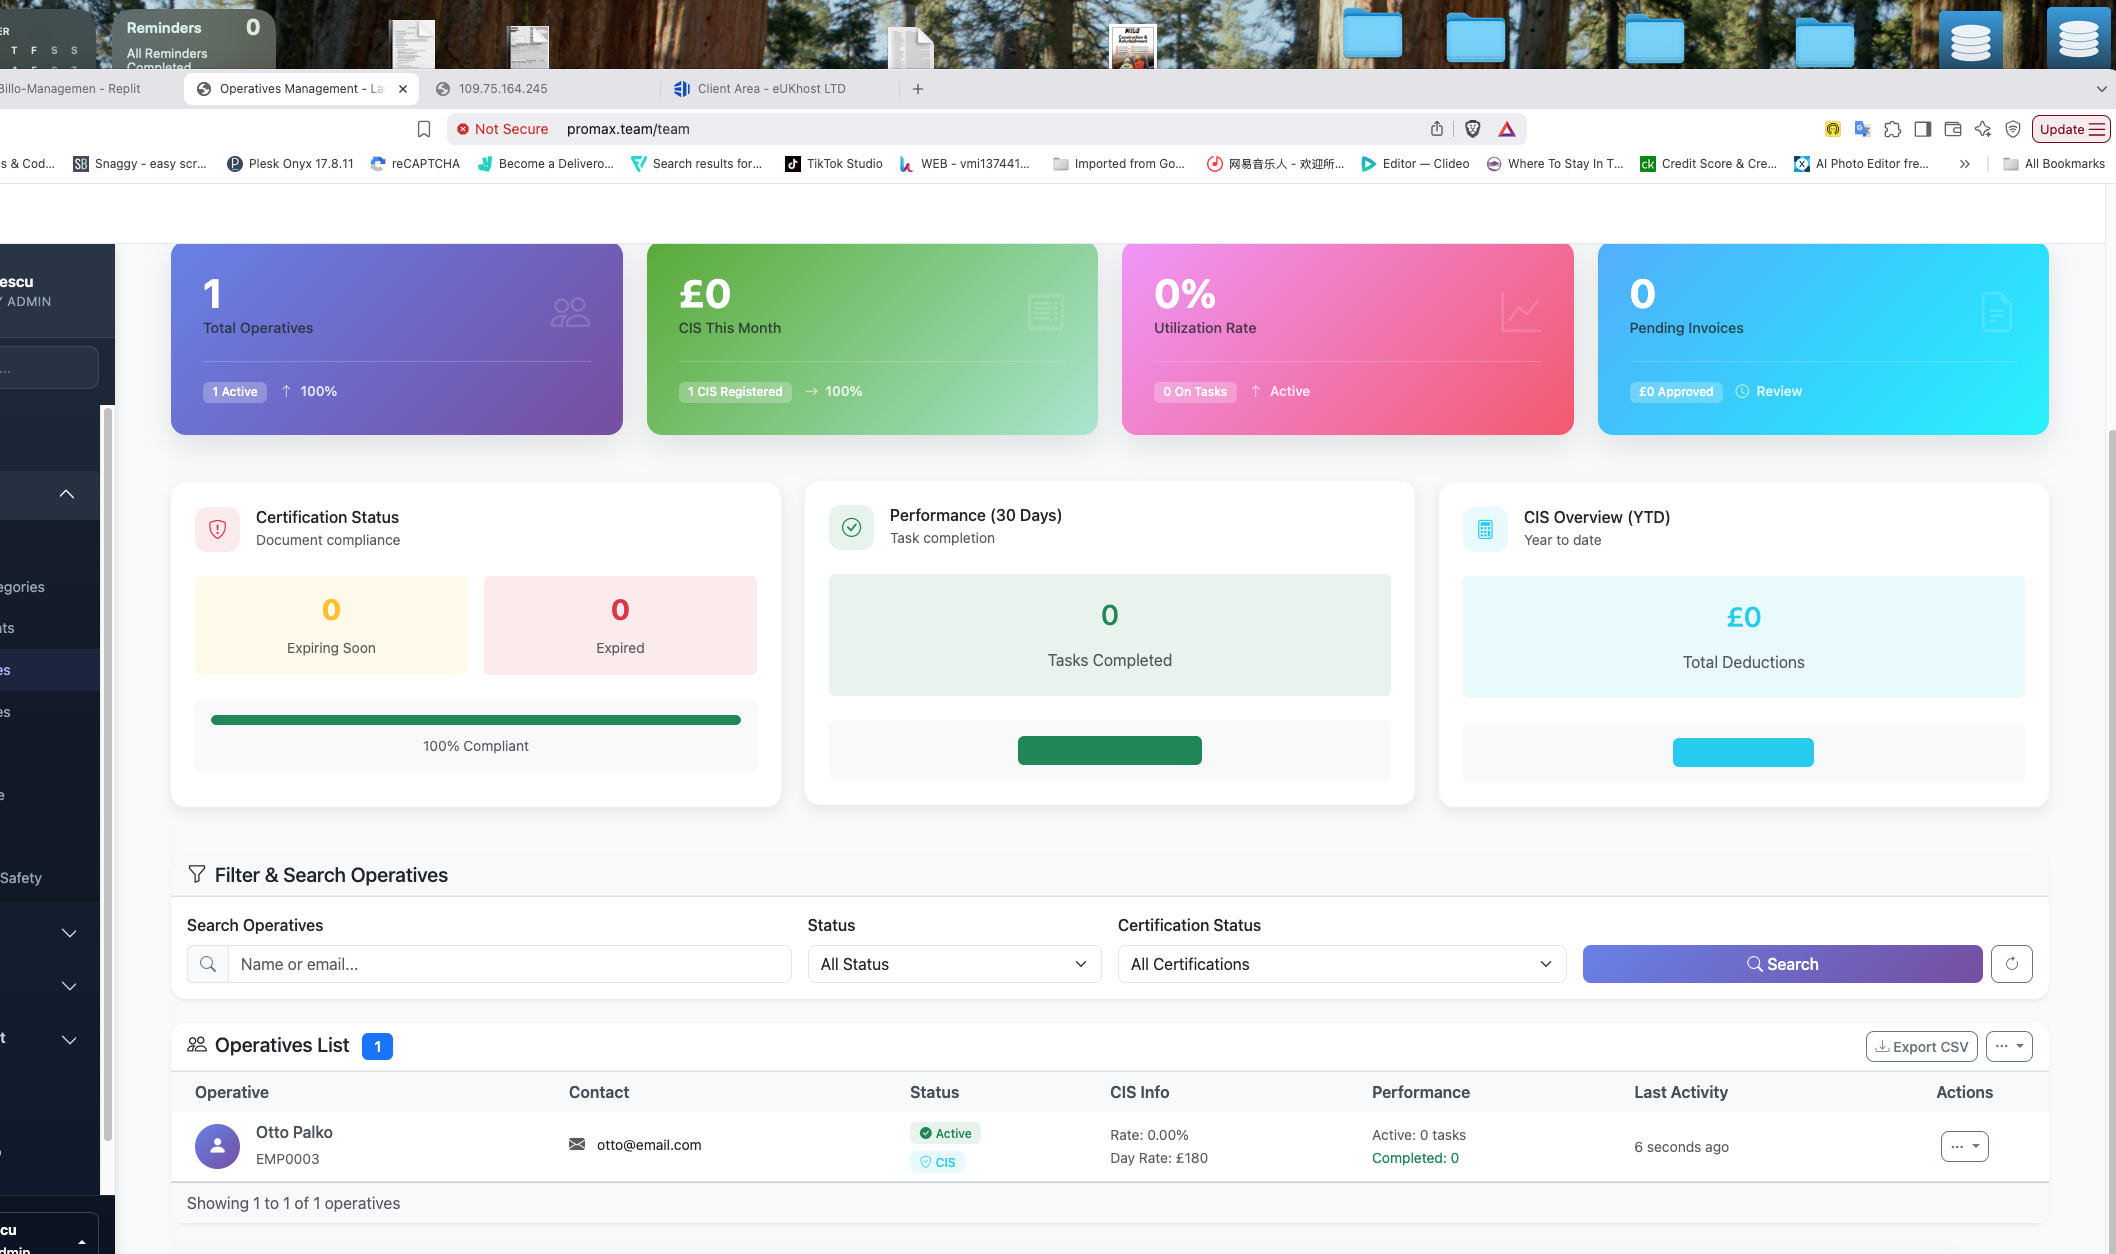 ER
T F S S
Reminders 0
All Reminders
Completed
Billo-Managemen - Replit
Operatives Management - La
109.75.164.245
Client Area - eUKhost LTD
Not Secure promax.team/team
Update
s & Cod...
Snaggy - easy scr...
Plesk Onyx 17.8.11
reCAPTCHA
Become a Delivero...
Search results for...
TikTok Studio
WEB - vmi137441...
Imported from Go...
网易音乐人 - 欢迎所...
Editor — Clideo
Where To Stay In T...
Credit Score & Cre...
AI Photo Editor fre...
All Bookmarks
escu
Y ADMIN
...
egories
nts
es
es
e
Safety
t
cu
dmin
1
Total Operatives
1 Active 100%
£0
CIS This Month
1 CIS Registered 100%
0%
Utilization Rate
0 On Tasks Active
0
Pending Invoices
£0 Approved Review
Certification Status
Document compliance
0
Expiring Soon
0
Expired
100% Compliant
Performance (30 Days)
Task completion
0
Tasks Completed
CIS Overview (YTD)
Year to date
£0
Total Deductions
Filter & Search Operatives
Search Operatives Status Certification Status
Name or email... All Status All Certifications Search
Operatives List 1 Export CSV ...
Operative Contact Status CIS Info Performance Last Activity Actions
Otto Palko
EMP0003
otto@email.com
Active
CIS
Rate: 0.00%
Day Rate: £180
Active: 0 tasks
Completed: 0
6 seconds ago
...
Showing 1 to 1 of 1 operatives